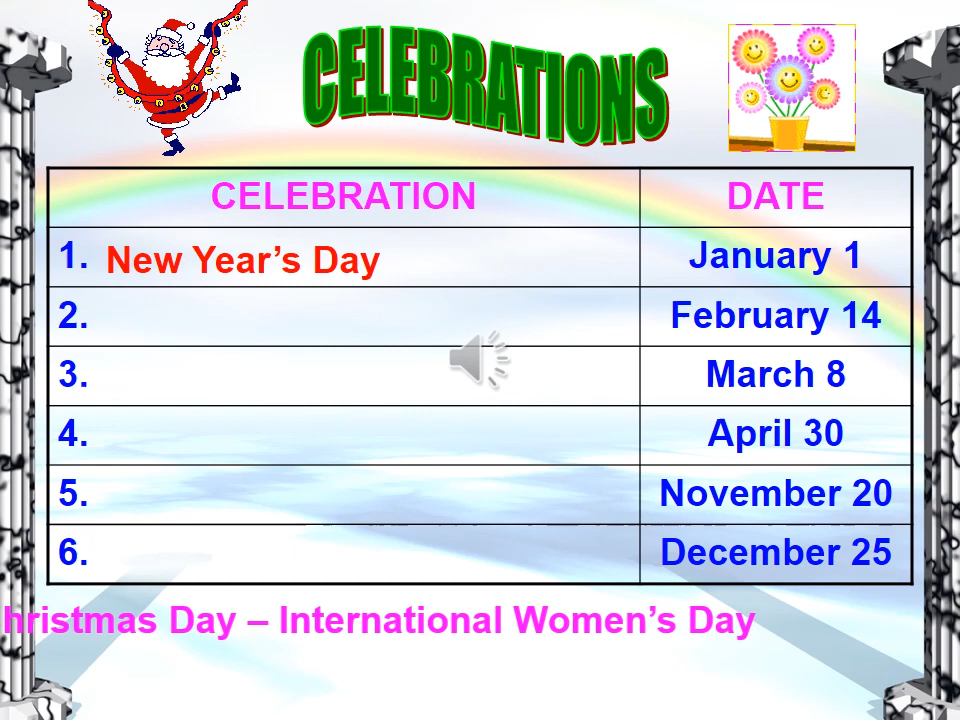 CELEBRATIONS
CELEBRATION DATE
1. New Year’s Day January 1
2. February 14
3. March 8
4. April 30
5. November 20
6. December 25
hristmas Day – International Women’s Day